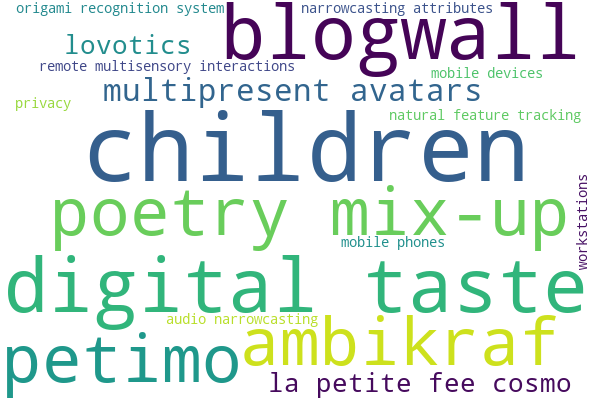 origami recognition system
narrowcasting attributes
blogwall
lovotics
remote multisensory interactions
mobile devices
multipresent avatars
privacy
natural feature tracking
children
poetry mix-up
workstations
mobile phones
digital taste
audio narrowcasting
ambikraf
petimo
la petite fee cosmo